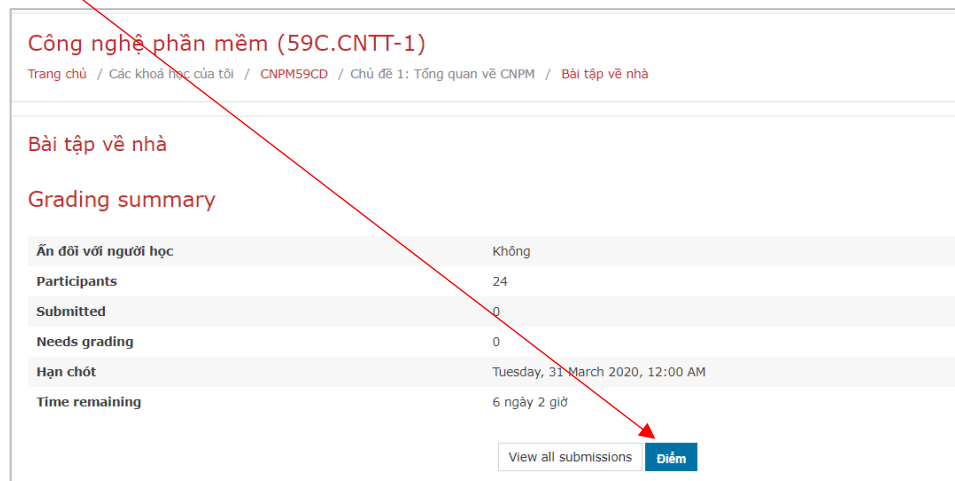 Công nghệ phần mềm (59C.CNTT-1)
Trang chủ / Các khoá học của tôi / CNPM59CD / Chủ đề 1: Tổng quan về CNPM / Bài tập về nhà
Bài tập về nhà
Grading summary
Ẩn đối với người học Không
Participants 24
Submitted 0
Needs grading 0
Hạn chót Tuesday, 31 March 2020, 12:00 AM
Time remaining 6 ngày 2 giờ
View all submissions Điểm